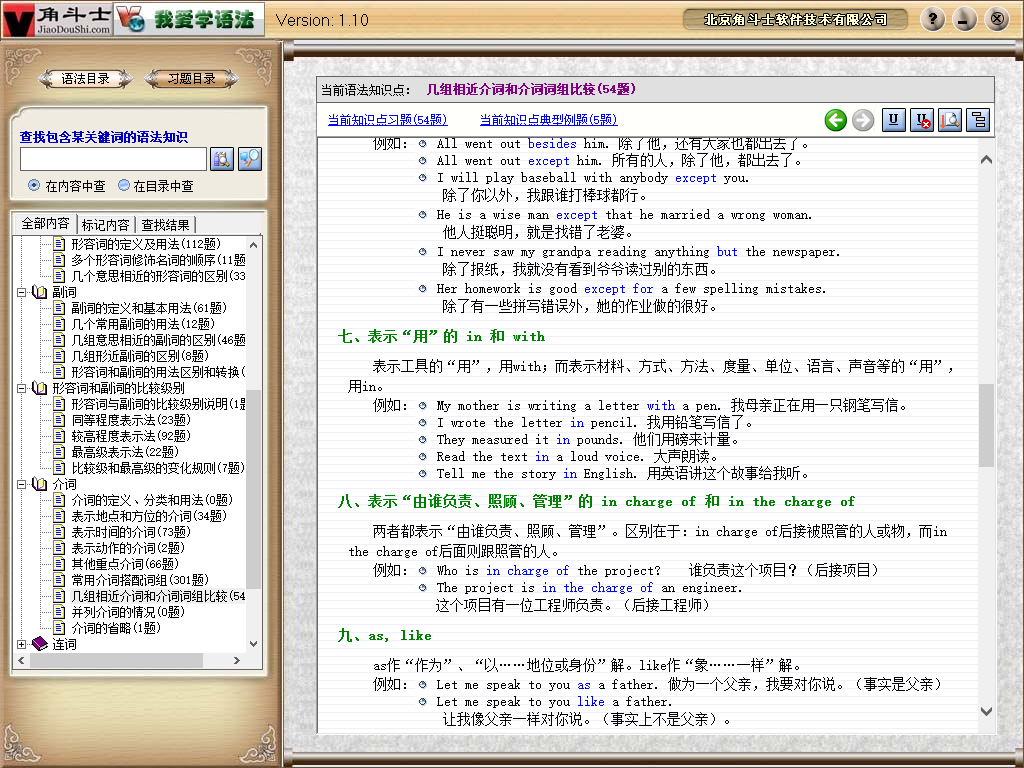 角斗士
JiaoDouShi.com
我爱学语法
Version: 1.10
北京角斗士软件技术有限公司
语法目录
习题目录
查找包含某关键词的语法知识
在内容中查
在目录中查
全部内容
标记内容
查找结果
形容词的定义及用法(112题)
多个形容词修饰名词的顺序(11题
几个意思相近的形容词的区别(33
副词
副词的定义和基本用法(61题)
几个常用副词的用法(12题)
几组意思相近的副词的区别(46题
几组形近副词的区别(8题)
形容词和副词的用法区别和转换(
形容词和副词的比较级别
形容词与副词的比较级别说明(1题
同等程度表示法(23题)
较高程度表示法(92题)
最高级表示法(22题)
比较级和最高级的变化规则(7题)
介词
介词的定义、分类和用法(0题)
表示地点和方位的介词(34题)
表示时间的介词(73题)
表示动作的介词(2题)
其他重点介词(66题)
常用介词搭配词组(301题)
几组相近介词和介词词组比较(54
并列介词的情况(0题)
介词的省略(1题)
连词
当前语法知识点: 几组相近介词和介词词组比较(54题)
当前知识点习题(54题)
当前知识点典型例题(5题)
例如: All went out besides him. 除了他,还有大家也都出去了。
All went out except him. 所有的人,除了他,都出去了。
I will play baseball with anybody except you.
除了你以外,我跟谁打棒球都行。
He is a wise man except that he married a wrong woman.
他人挺聪明,就是找错了老婆。
I never saw my grandpa reading anything but the newspaper.
除了报纸,我就没有看到爷爷读过别的东西。
Her homework is good except for a few spelling mistakes.
除了有一些拼写错误外,她的作业做的很好。
七、表示“用”的 in 和 with
表示工具的“用”,用with;而表示材料、方式、方法、度量、单位、语言、声音等的“用”,
用in。
例如: My mother is writing a letter with a pen. 我母亲正在用一只钢笔写信。
I wrote the letter in pencil. 我用铅笔写信了。
They measured it in pounds. 他们用磅来计量。
Read the text in a loud voice. 大声朗读。
Tell me the story in English. 用英语讲这个故事给我听。
八、表示“由谁负责、照顾、管理”的 in charge of 和 in the charge of
两者都表示“由谁负责、照顾、管理”。区别在于: in charge of后接被照管的人或物,而in
the charge of后面则跟照管的人。
例如: Who is in charge of the project? 谁负责这个项目?(后接项目)
The project is in the charge of an engineer.
这个项目有一位工程师负责。(后接工程师)
九、as, like
as作“作为”、“以……地位或身份”解。like作“象……一样”解。
例如: Let me speak to you as a father. 做为一个父亲,我要对你说。(事实是父亲)
Let me speak to you like a father.
让我像父亲一样对你说。(事实上不是父亲)。